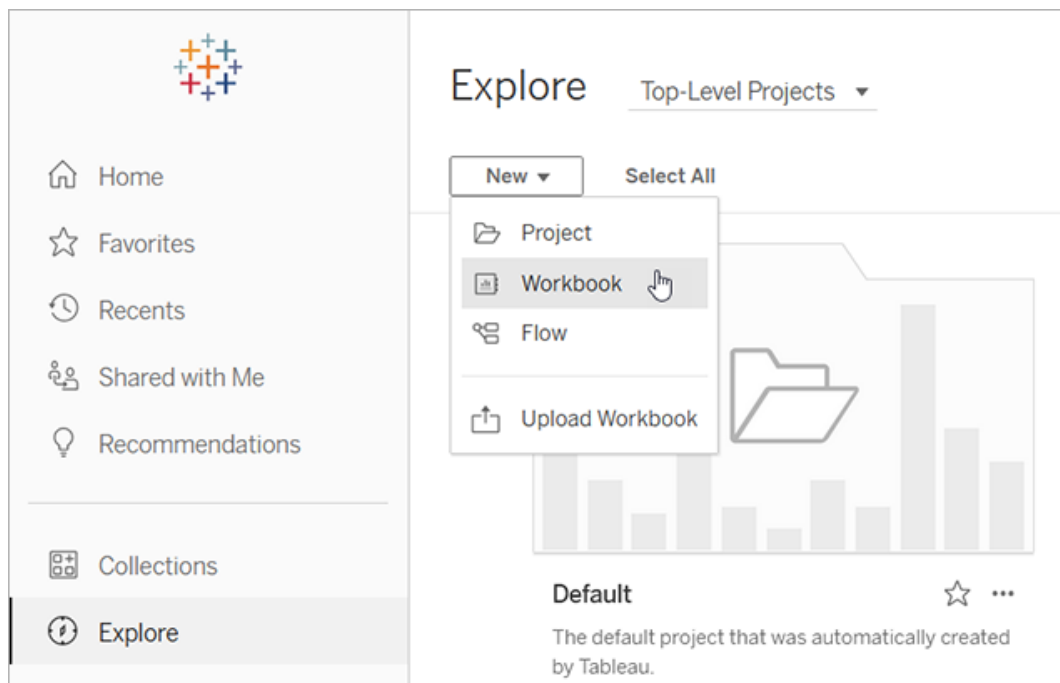 Home
Favorites
Recents
Shared with Me
Recommendations
Collections
Explore
Explore
Top-Level Projects
New
Select All
Project
Workbook
Flow
Upload Workbook
Default
The default project that was automatically created
by Tableau.